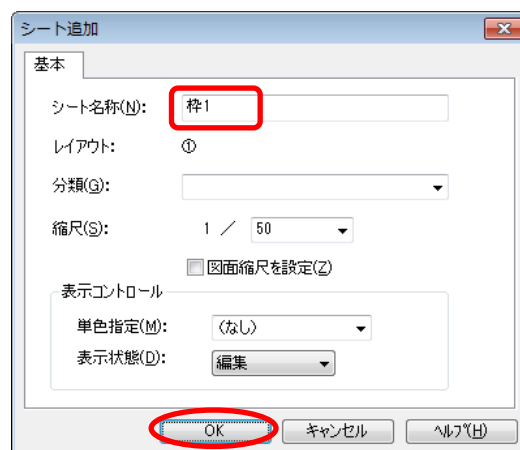 シート追加
基本
シート名称(N): 枠1
レイアウト: ①
分類(G):
縮尺(S): 1 ／ 50
図面縮尺を設定(Z)
表示コントロール
単色指定(M): (なし)
表示状態(D): 編集
OK キャンセル ヘルプ(H)